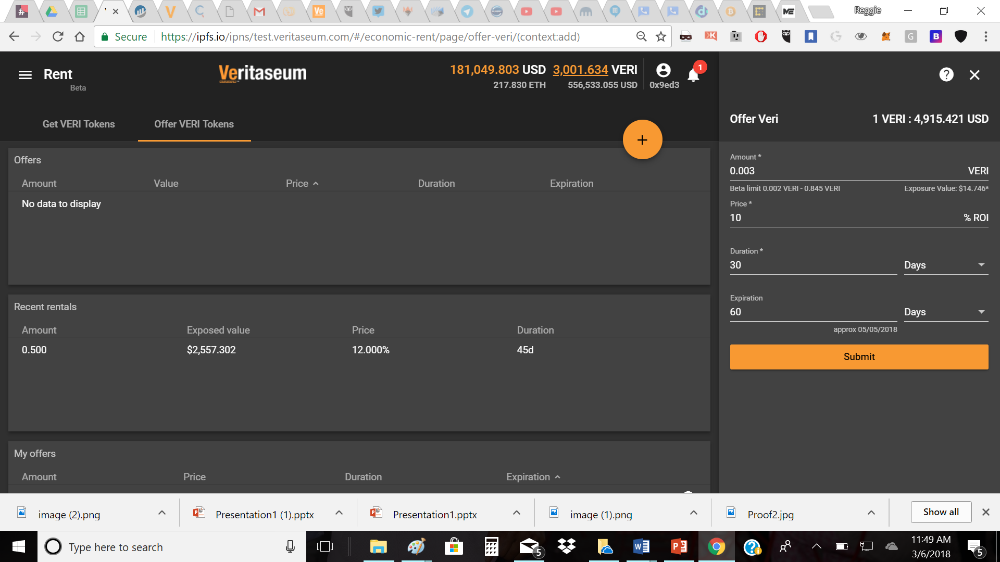 Reggie
Secure
https://ipfs.io/ipns/test.veritaseum.com/#/economic-rent/page/offer-veri/(context:add)
Rent
Beta
Veritaseum
181,049.803 USD
217.830 ETH
3,001.634 VERI
556,533.055 USD
0x9ed3
1
Get VERI Tokens
Offer VERI Tokens
+
Offers
Amount Value Price Duration Expiration
No data to display
Recent rentals
Amount Exposed value Price Duration
0.500 $2,557.302 12.000% 45d
My offers
Amount Price Duration Expiration
Offer Veri
1 VERI : 4,915.421 USD
Amount *
0.003 VERI
Beta limit 0.002 VERI - 0.845 VERI
Exposure Value: $14.746*
Price *
10 % ROI
Duration *
30 Days
Expiration
60 Days
approx 05/05/2018
Submit
image (2).png
Presentation1 (1).pptx
Presentation1.pptx
image (1).png
Proof2.jpg
Show all
Type here to search
5
11:49 AM
3/6/2018
5